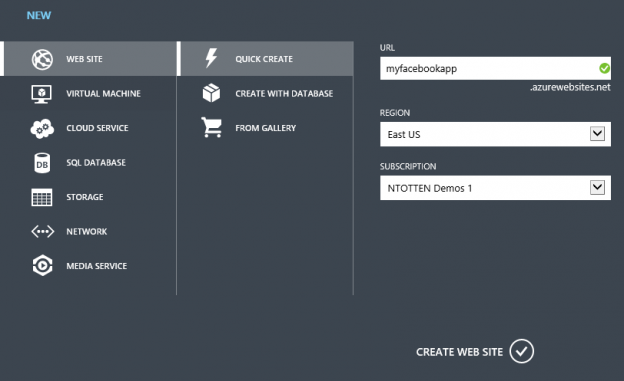 NEW
WEB SITE
VIRTUAL MACHINE
CLOUD SERVICE
DB
SQL DATABASE
STORAGE
NETWORK
MEDIA SERVICE
QUICK CREATE
CREATE WITH DATABASE
FROM GALLERY
URL
myfacebookapp
.azurewebsites.net
REGION
East US
SUBSCRIPTION
NTOTTEN Demos 1
CREATE WEB SITE